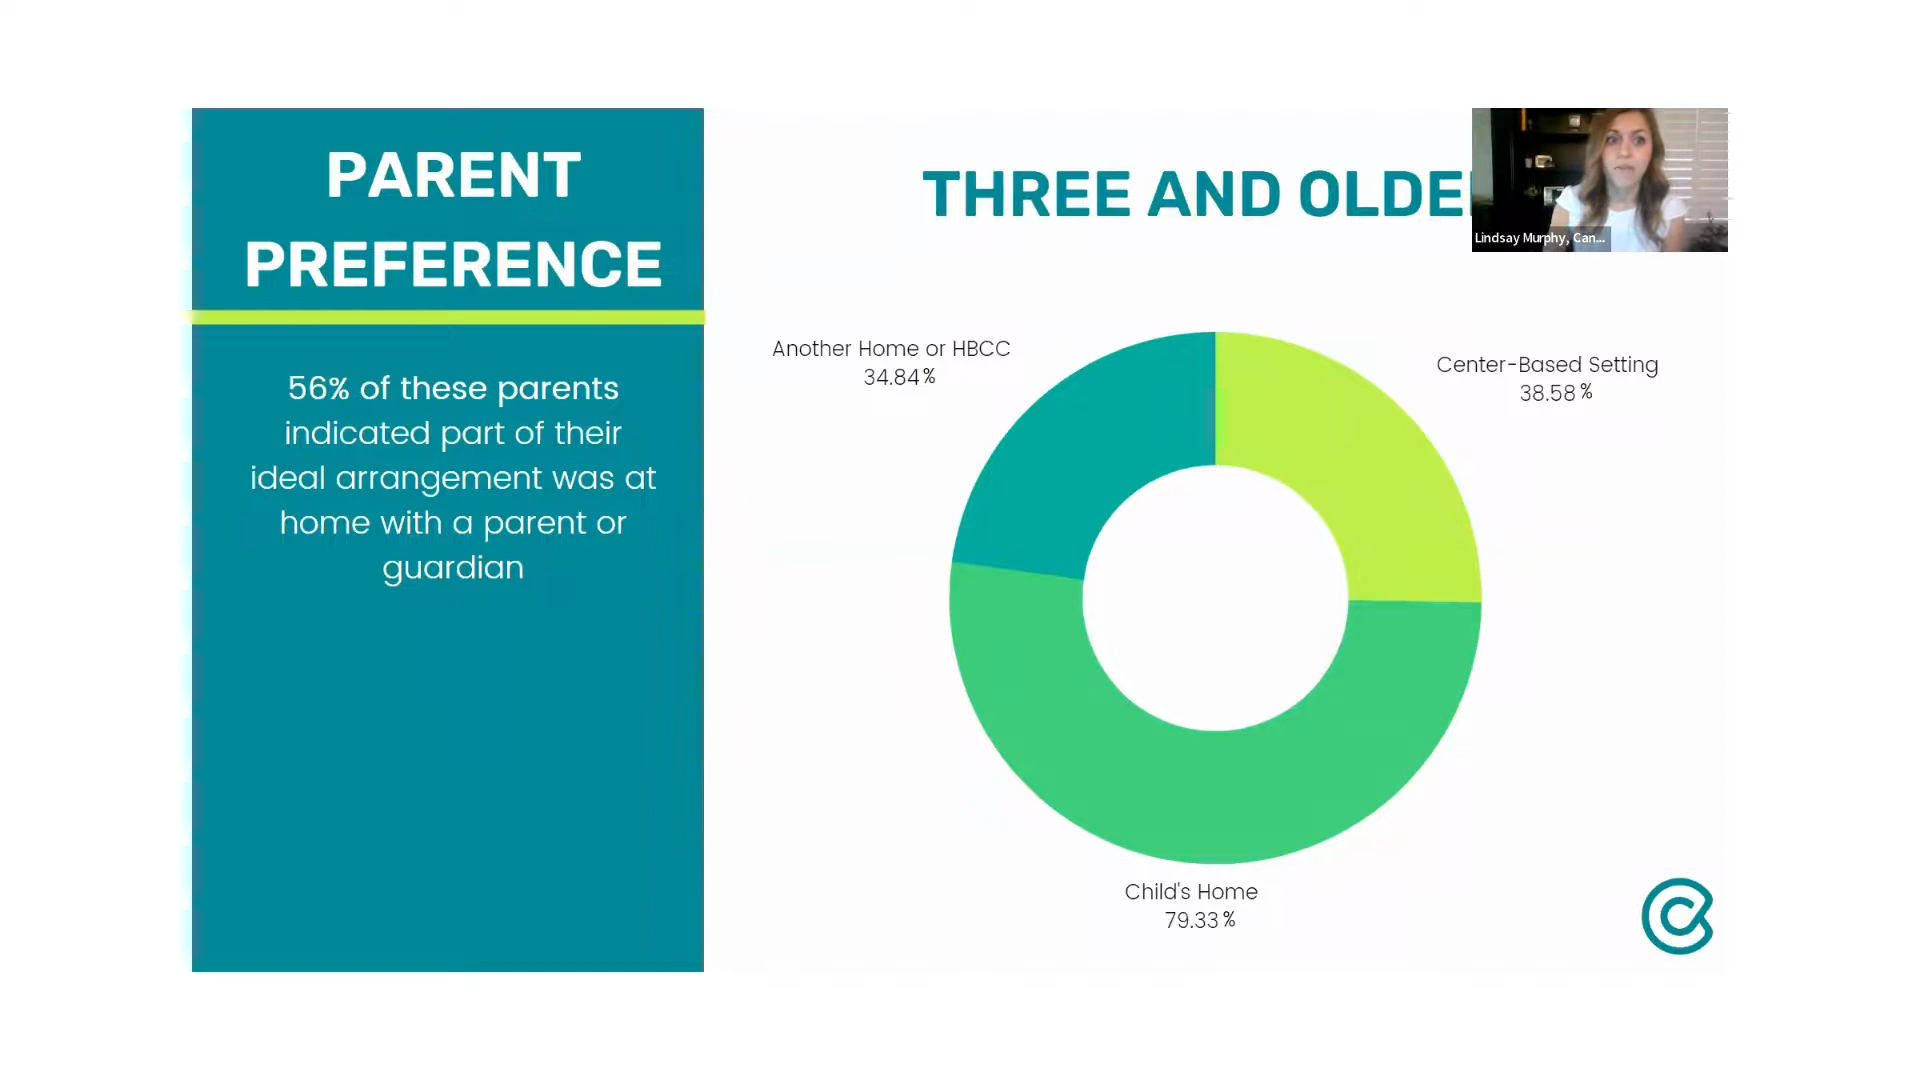 PARENT
PREFERENCE
56% of these parents
indicated part of their
ideal arrangement was at
home with a parent or
guardian
THREE AND OLDE
Lindsay Murphy, Can...
Another Home or HBCC
34.84%
Center-Based Setting
38.58%
Child's Home
79.33%